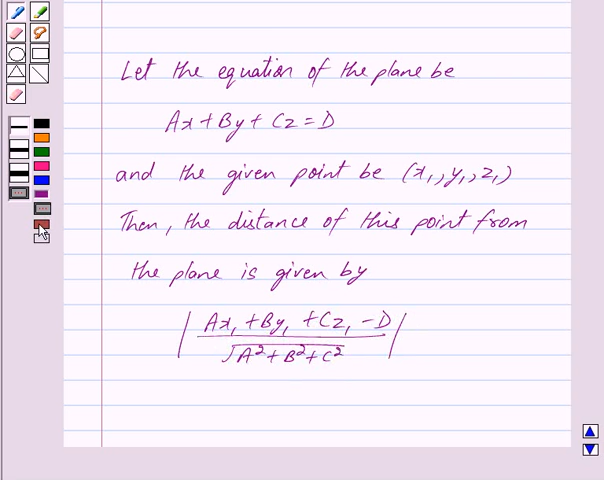 Let the equation of the plane be
Ax + By + Cz = D
and the given point be (x₁, y₁, z₁)
Then, the distance of this point from
the plane is given by
| Ax₁ + By₁ + Cz₁ - D |
√A² + B² + C²